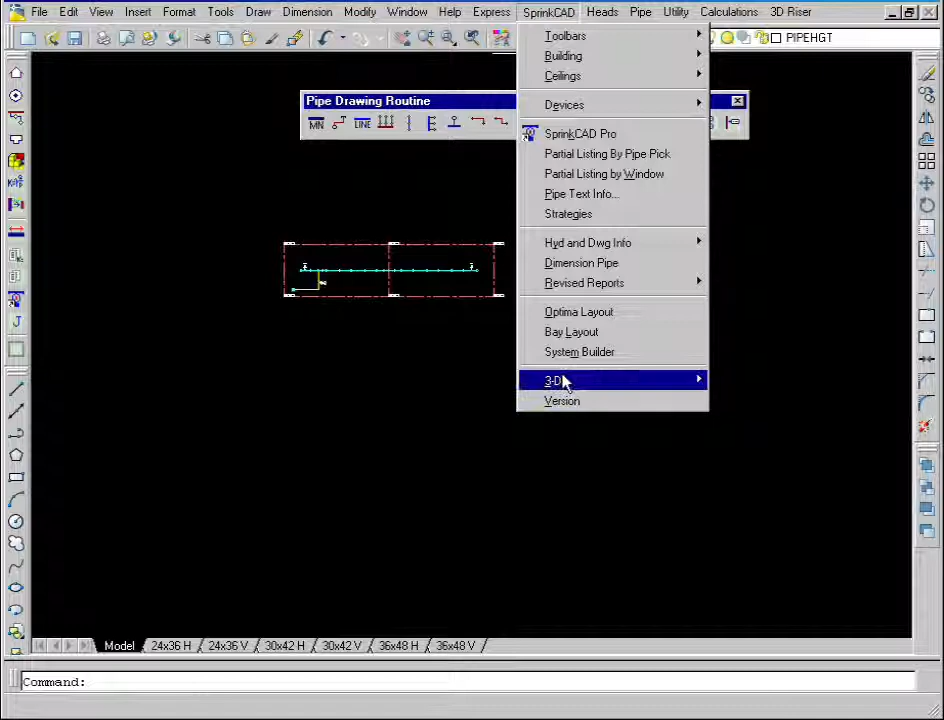 File Edit View Insert Format Tools Draw Dimension Modify Window Help Express SprinkCAD Heads Pipe Utility Calculations 3D Riser
PIPEHGT
Toolbars
Building
Ceilings
Pipe Drawing Routine
Devices
MN LINE
SprinkCAD Pro
Partial Listing By Pipe Pick
Partial Listing by Window
Pipe Text Info...
Strategies
Hyd and Dwg Info
Dimension Pipe
Revised Reports
Optima Layout
Bay Layout
System Builder
3-D
Version
Model 24x36 H 24x36 V 30x42 H 30x42 V 36x48 H 36x48 V
Command: